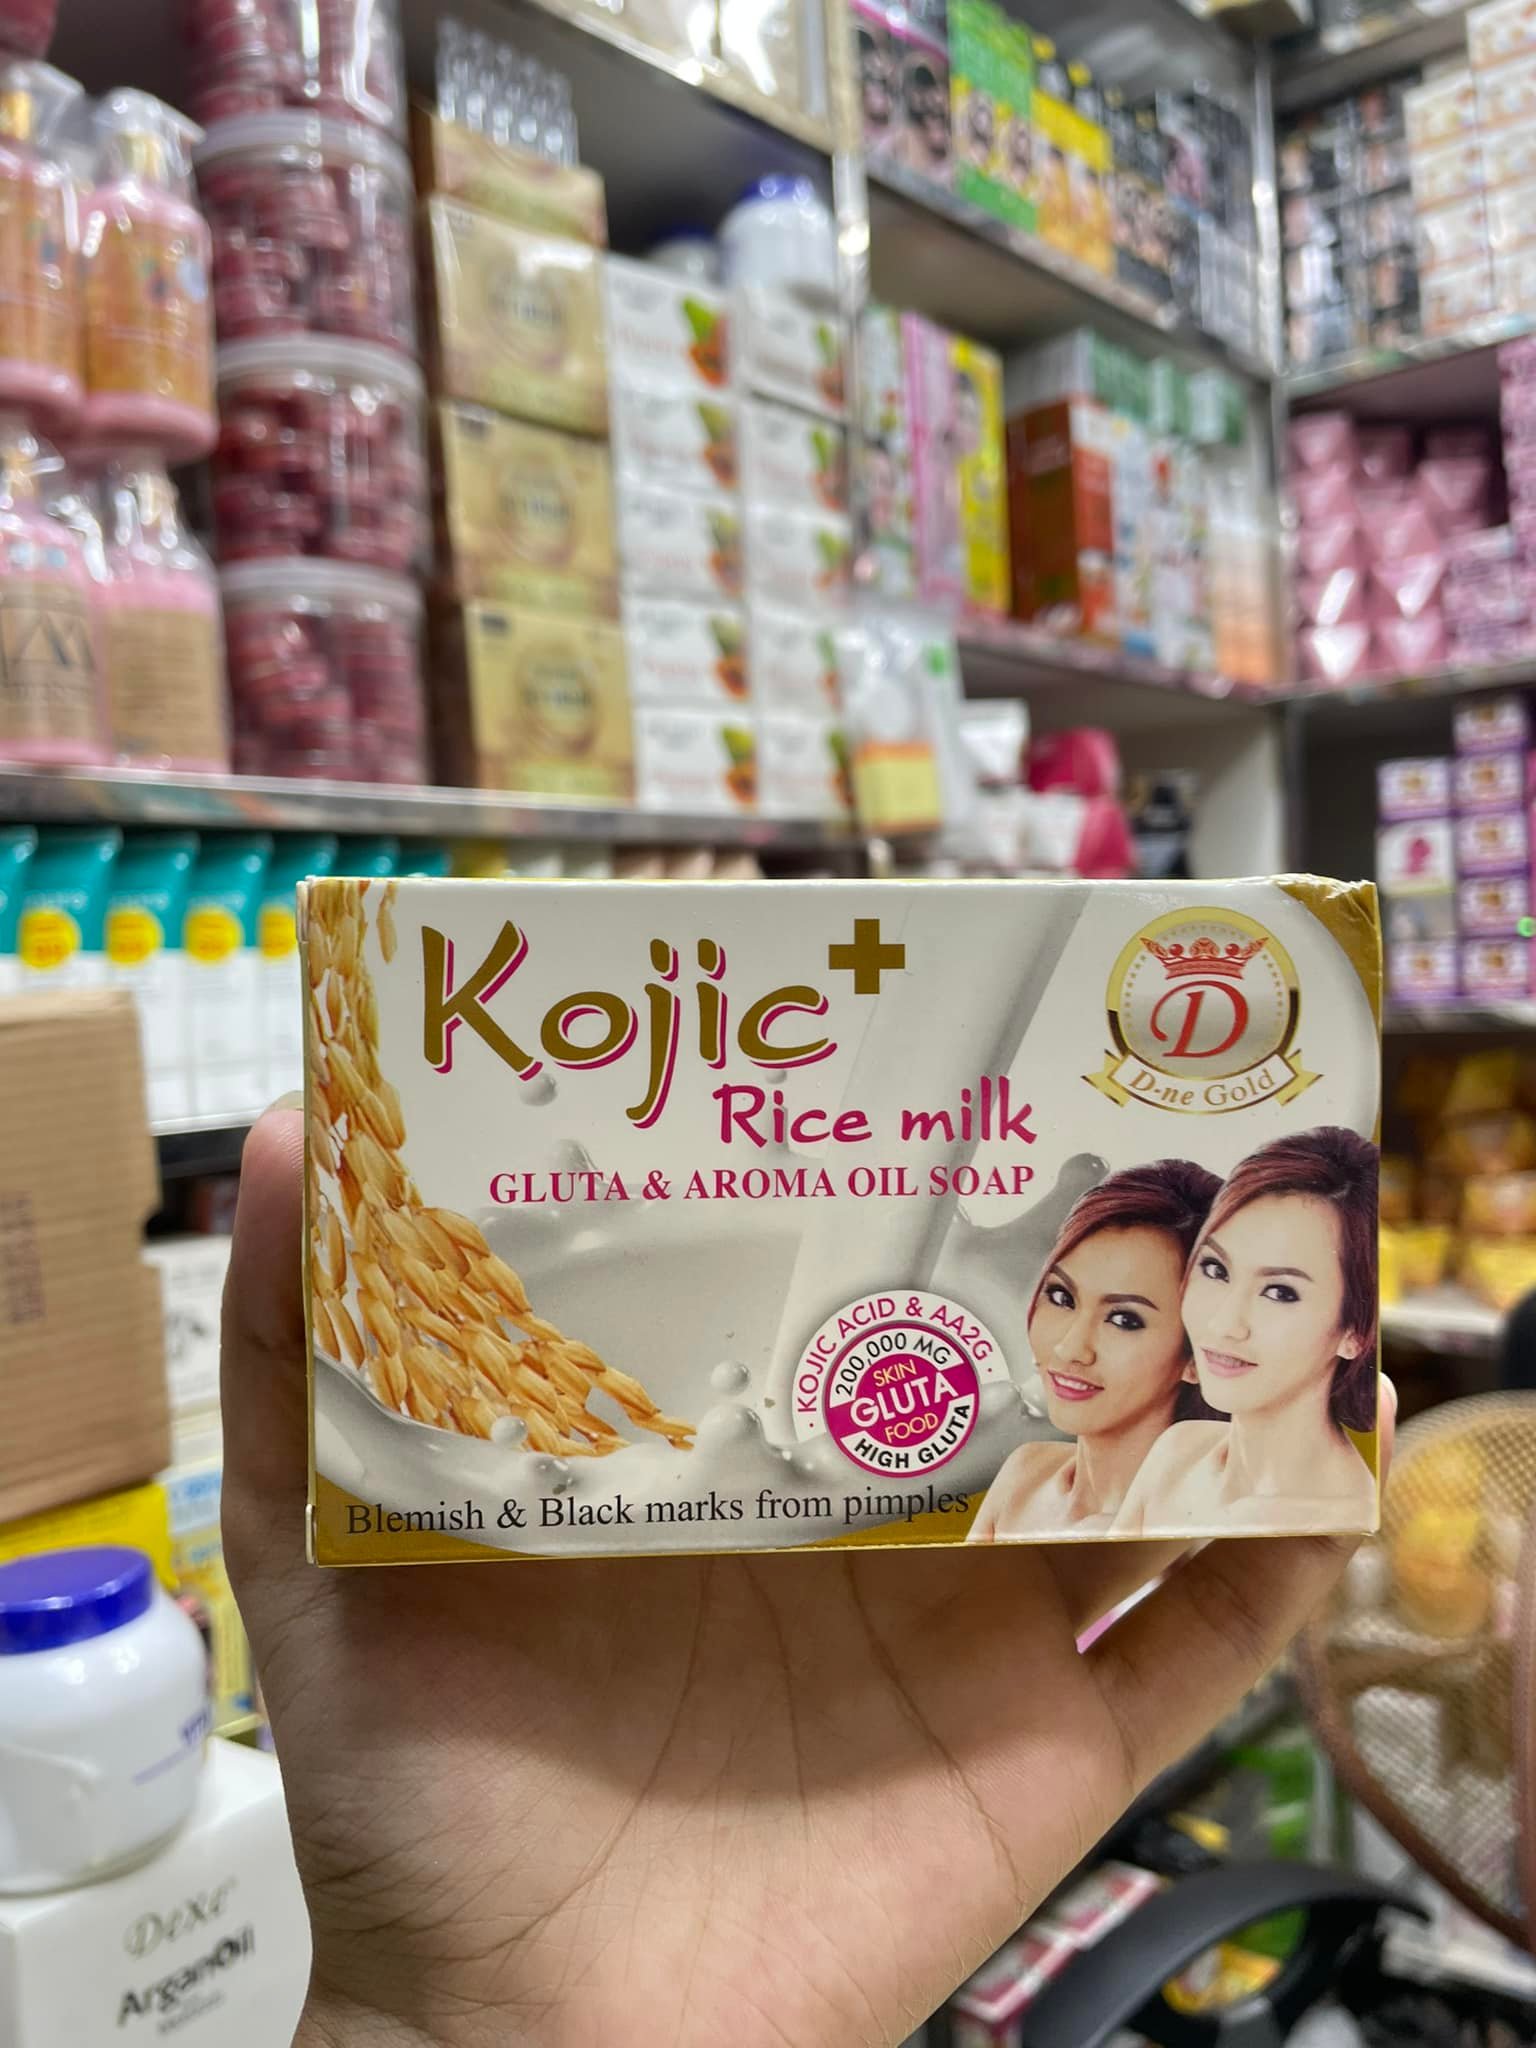 Kojic+
Rice milk
GLUTA & AROMA OIL SOAP
D
D-ne Gold
KOJIC ACID & AA2G
200,000 MG
SKIN
GLUTA
FOOD
HIGH GLUTA
Blemish & Black marks from pimples
Dexe
ArganOil